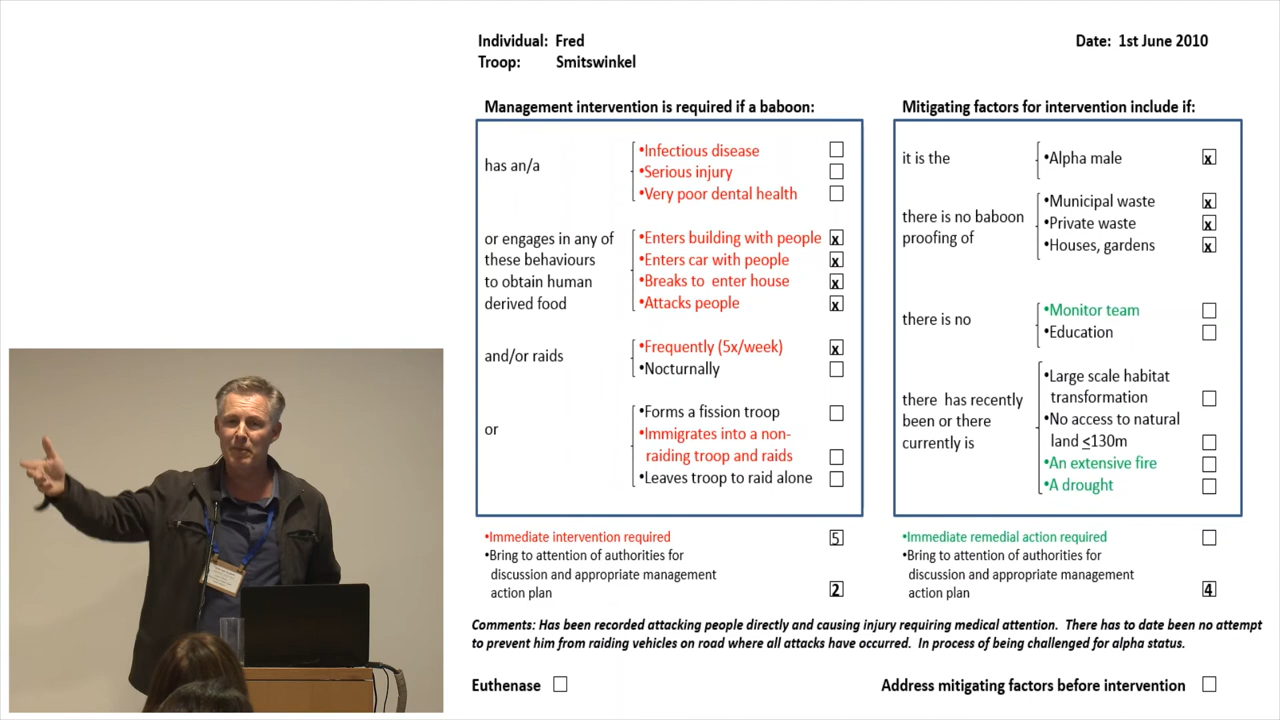 Individual: Fred
Date: 1st June 2010
Troop: Smitswinkel
Management intervention is required if a baboon:
has an/a
•Infectious disease
•Serious injury
•Very poor dental health
or engages in any of
these behaviours
to obtain human
derived food
•Enters building with people x
•Enters car with people x
•Breaks to enter house x
•Attacks people x
and/or raids
•Frequently (5x/week) x
•Nocturnally
or
•Forms a fission troop
•Immigrates into a non-
raiding troop and raids
•Leaves troop to raid alone
•Immediate intervention required 5
•Bring to attention of authorities for
discussion and appropriate management
action plan 2
Mitigating factors for intervention include if:
it is the
•Alpha male x
there is no baboon
proofing of
•Municipal waste x
•Private waste x
•Houses, gardens x
there is no
•Monitor team
•Education
there has recently
been or there
currently is
•Large scale habitat
transformation
•No access to natural
land <130m
•An extensive fire
•A drought
•Immediate remedial action required
•Bring to attention of authorities for
discussion and appropriate management
action plan 4
Comments: Has been recorded attacking people directly and causing injury requiring medical attention. There has to date been no attempt
to prevent him from raiding vehicles on road where all attacks have occurred. In process of being challenged for alpha status.
Euthenase
Address mitigating factors before intervention